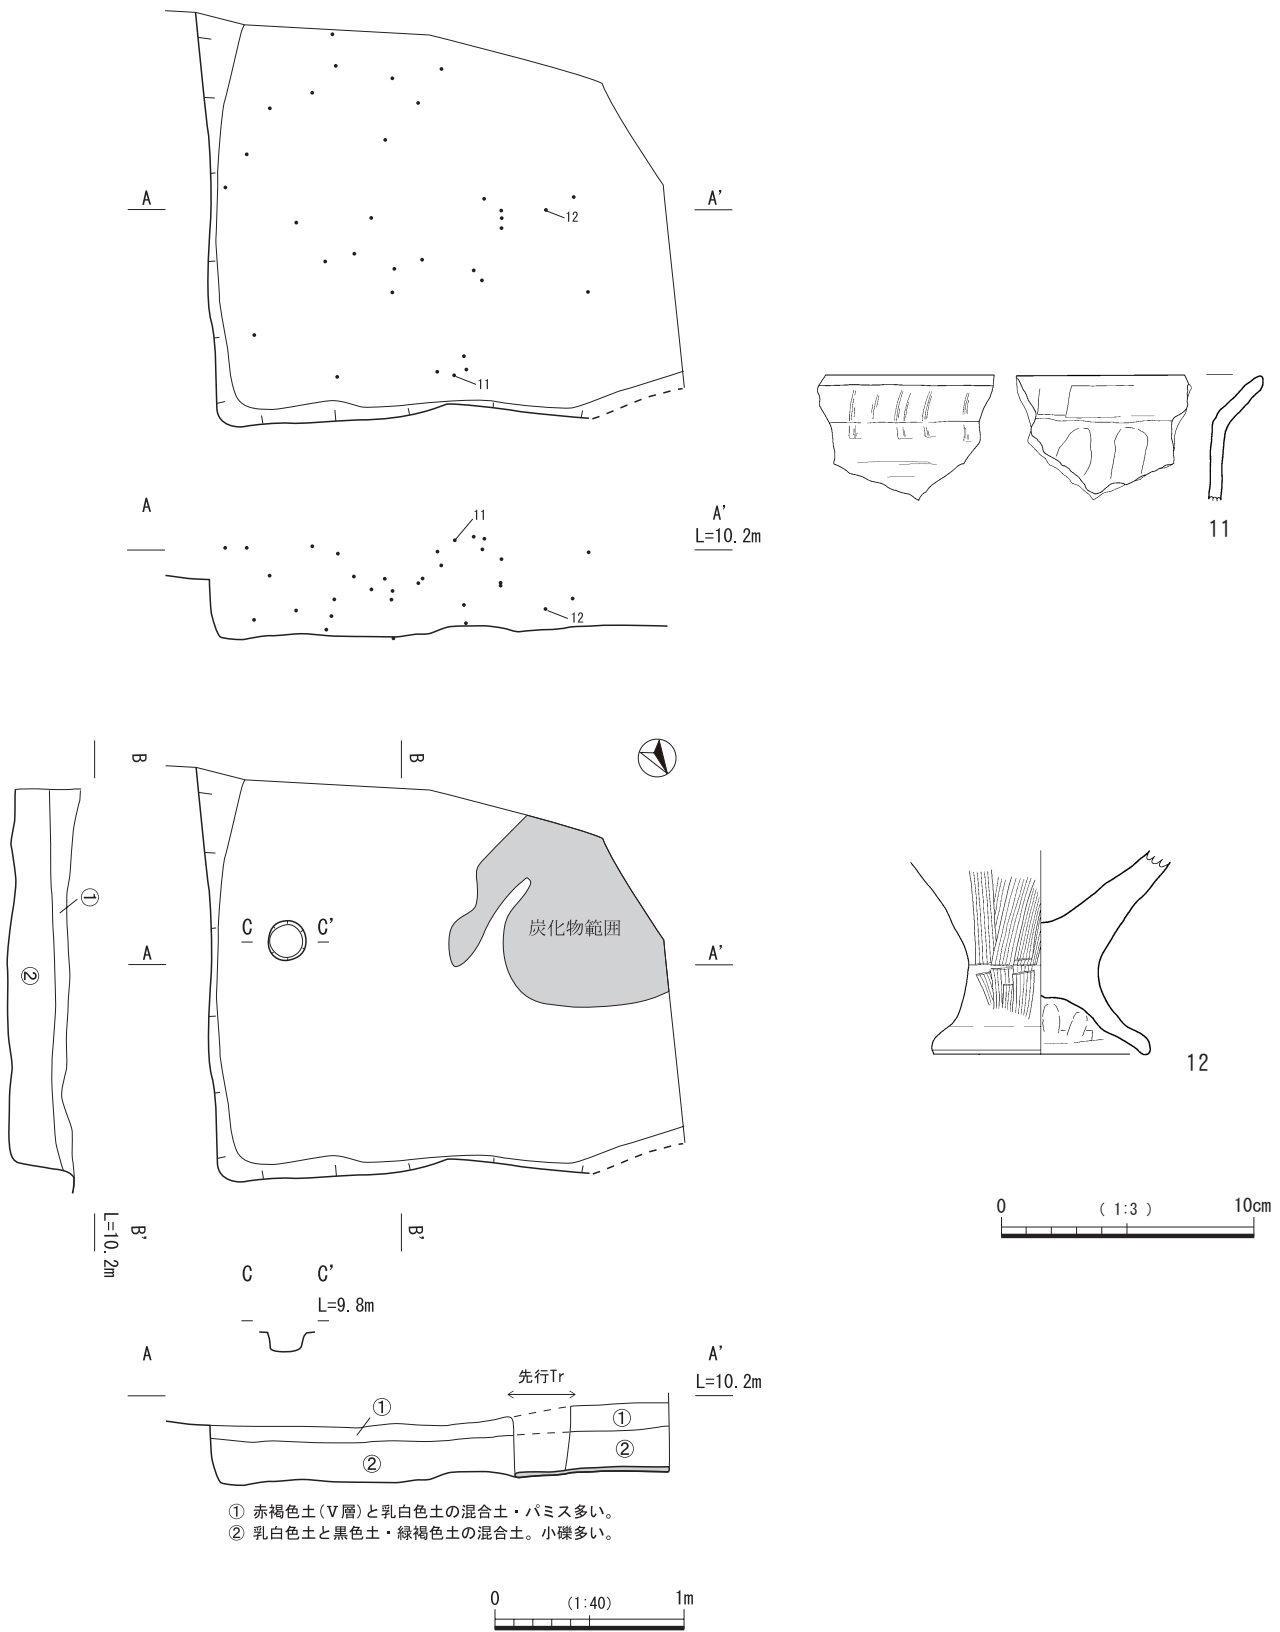 A A'
12
11
11
A A'
L=10.2m
11
12
B B
①
C C'
炭化物範囲
A A'
②
12
B' B'
L=10.2m
C C'
L=9.8m
A A'
L=10.2m
先行Tr
① ①
② ②
① 赤褐色土(Ⅴ層)と乳白色土の混合土・パミス多い。
② 乳白色土と黒色土・緑褐色土の混合土。小礫多い。
0 (1:3) 10cm
0 (1:40) 1m